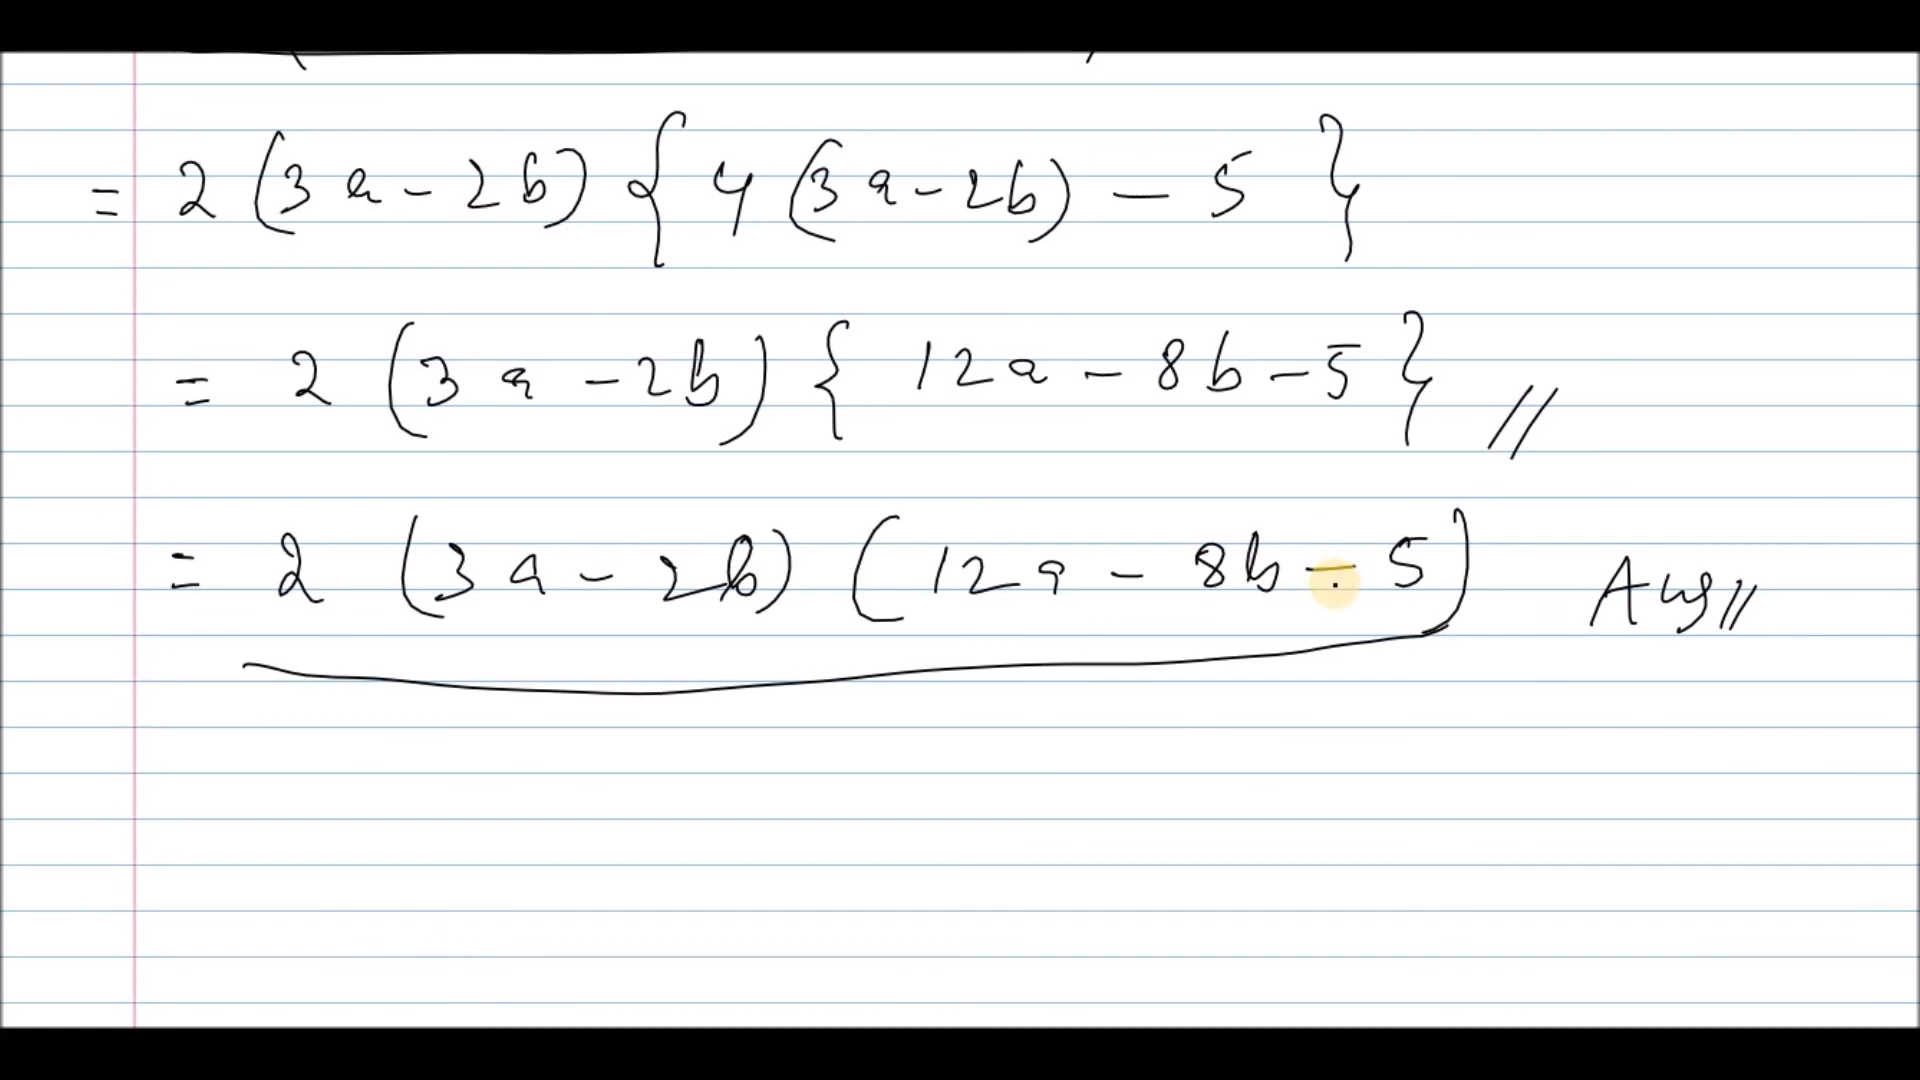 = 2 (3a - 2b) { 4 (3a - 2b) - 5 }
= 2 (3a - 2b) { 12a - 8b - 5 } //
= 2 (3a - 2b) (12a - 8b - 5) Ans//